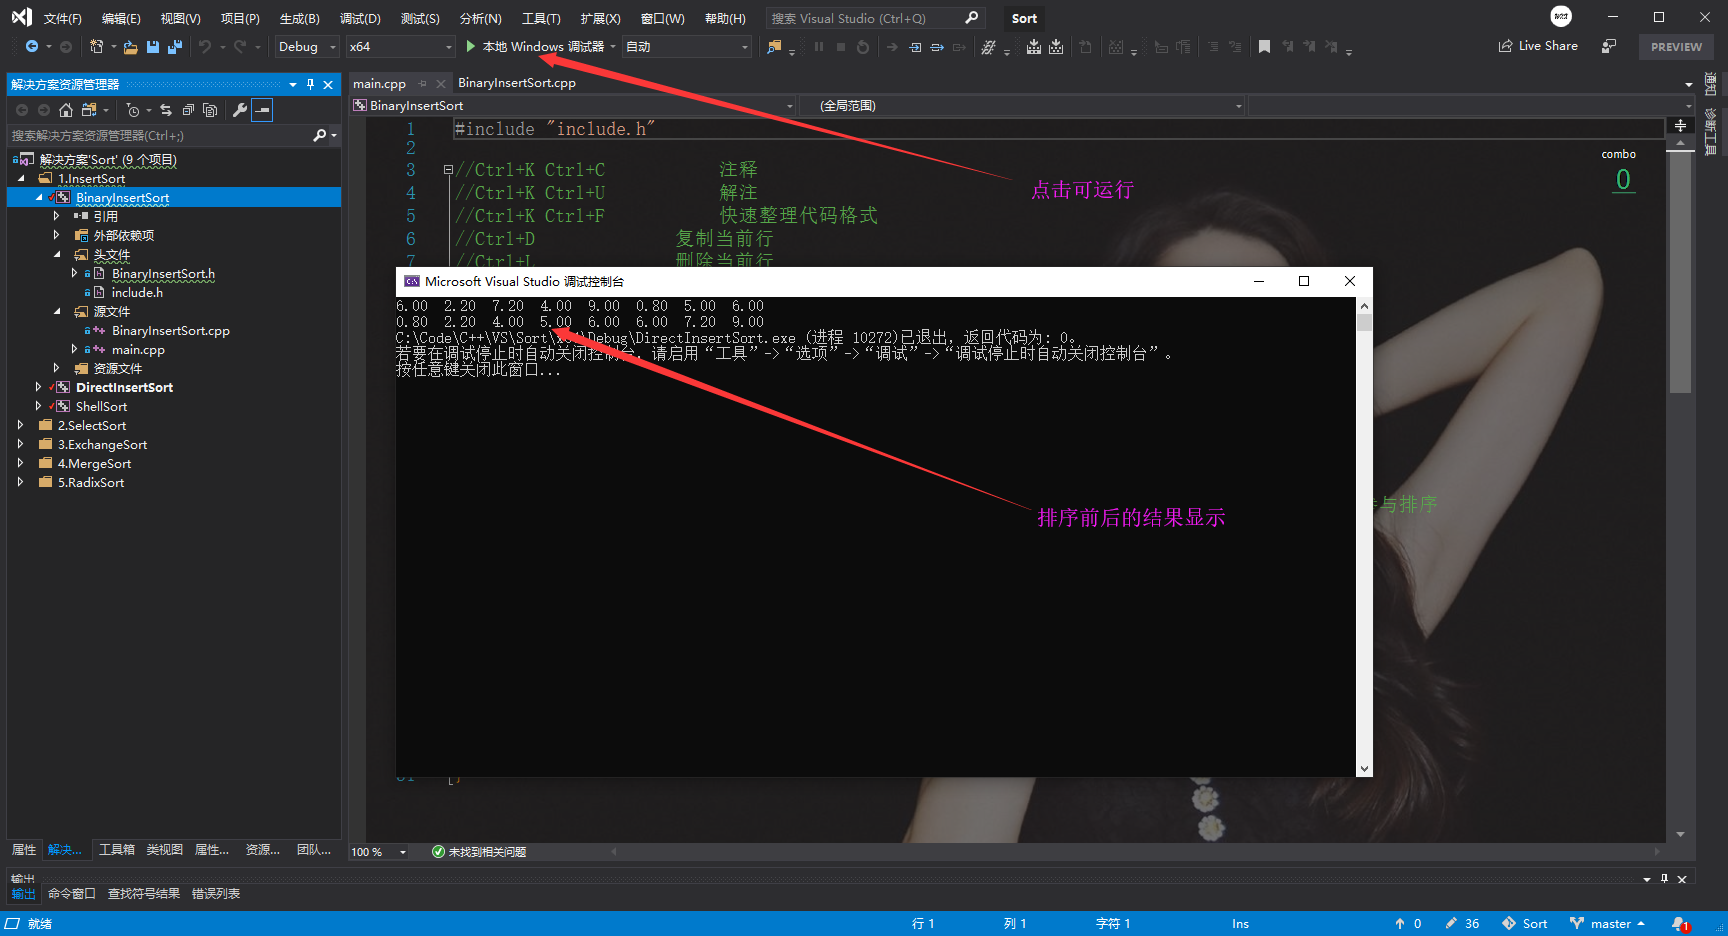 文件(F) 编辑(E) 视图(V) 项目(P) 生成(B) 调试(D) 测试(S) 分析(N) 工具(T) 扩展(X) 窗口(W) 帮助(H) 搜索 Visual Studio (Ctrl+Q) Sort
Debug x64 本地 Windows 调试器 自动 Live Share PREVIEW
解决方案资源管理器
搜索解决方案资源管理器(Ctrl+;)
解决方案'Sort' (9 个项目)
1.InsertSort
BinaryInsertSort
引用
外部依赖项
头文件
BinaryInsertSort.h
include.h
源文件
BinaryInsertSort.cpp
main.cpp
资源文件
DirectInsertSort
ShellSort
2.SelectSort
3.ExchangeSort
4.MergeSort
5.RadixSort
属性 解决... 工具箱 类视图 属性... 资源... 团队...
main.cpp BinaryInsertSort.cpp
BinaryInsertSort (全局范围)
1 #include "include.h"
2
3 //Ctrl+K Ctrl+C 注释
4 //Ctrl+K Ctrl+U 解注
5 //Ctrl+K Ctrl+F 快速整理代码格式
6 //Ctrl+D 复制当前行
7 //Ctrl+L 删除当前行
combo
0
点击可运行
Microsoft Visual Studio 调试控制台
6.00 2.20 7.20 4.00 9.00 0.80 5.00 6.00
0.80 2.20 4.00 5.00 6.00 6.00 7.20 9.00
C:\Code\C++\VS\Sort\x64\Debug\DirectInsertSort.exe (进程 10272)已退出，返回代码为: 0。
若要在调试停止时自动关闭控制台，请启用“工具”->“选项”->“调试”->“调试停止时自动关闭控制台”。
按任意键关闭此窗口...
与排序
排序前后的结果显示
通知
诊断工具
100 % 未找到相关问题
输出
输出 命令窗口 查找符号结果 错误列表
就绪 行 1 列 1 字符 1 Ins 0 36 Sort master 1